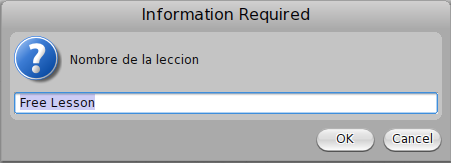 Information Required
Nombre de la leccion
Free Lesson
OK
Cancel